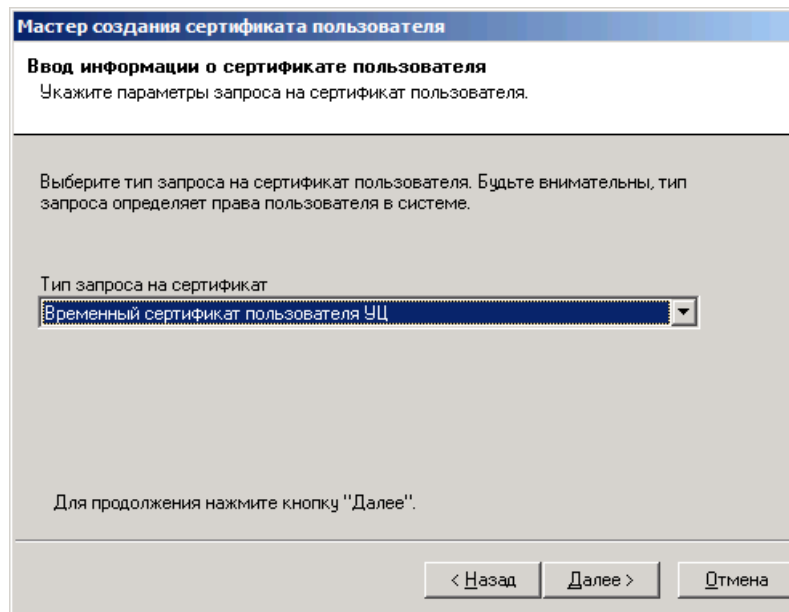 Мастер создания сертификата пользователя
Ввод информации о сертификате пользователя
Укажите параметры запроса на сертификат пользователя.
Выберите тип запроса на сертификат пользователя. Будьте внимательны, тип
запроса определяет права пользователя в системе.
Тип запроса на сертификат
Временный сертификат пользователя УЦ
Для продолжения нажмите кнопку "Далее".
< Назад Далее > Отмена